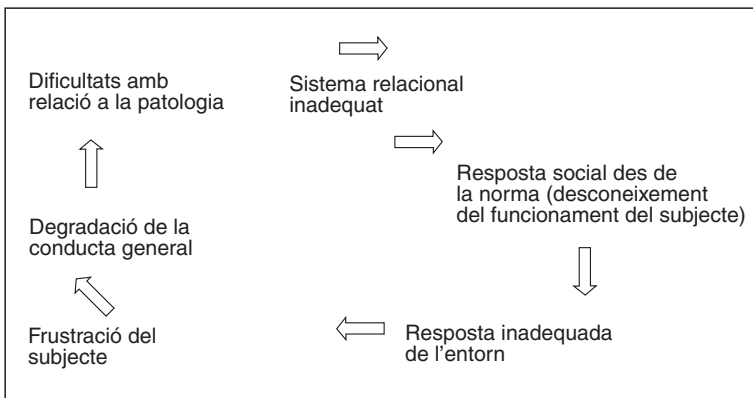 Dificultats amb
relació a la patologia
Sistema relacional
inadequat
Resposta social des de
la norma (desconeixement
del funcionament del subjecte)
Degradació de la
conducta general
Frustració del
subjecte
Resposta inadequada
de l’entorn